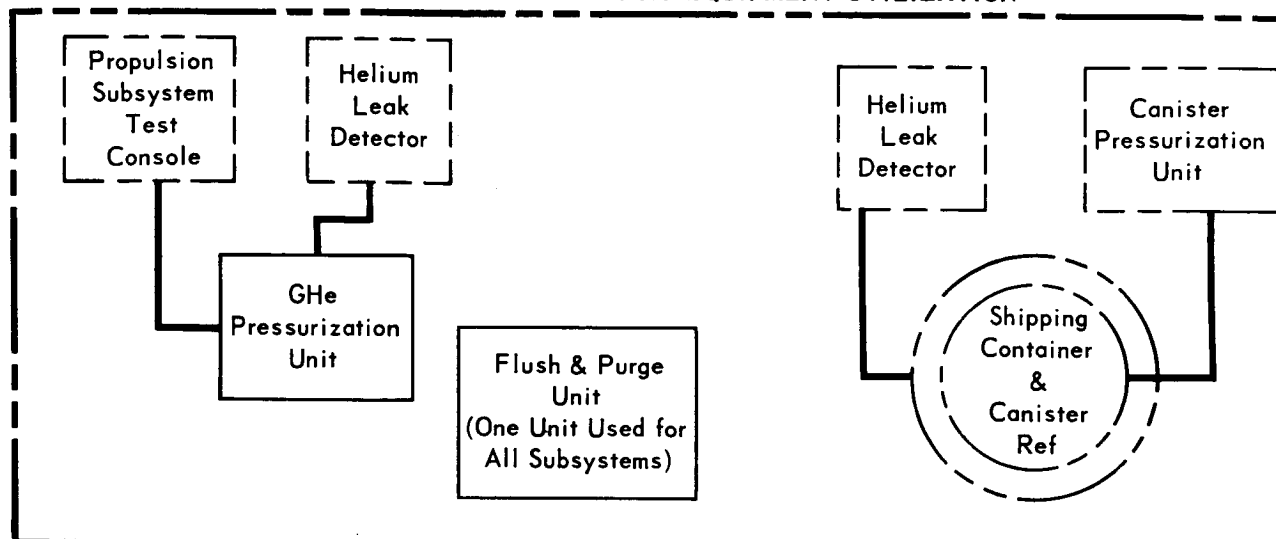 Propulsion
Subsystem
Test
Console
Helium
Leak
Detector
GHe
Pressurization
Unit
Flush & Purge
Unit
(One Unit Used for
All Subsystems)
Helium
Leak
Detector
Canister
Pressurization
Unit
Shipping
Container
&
Canister
Ref